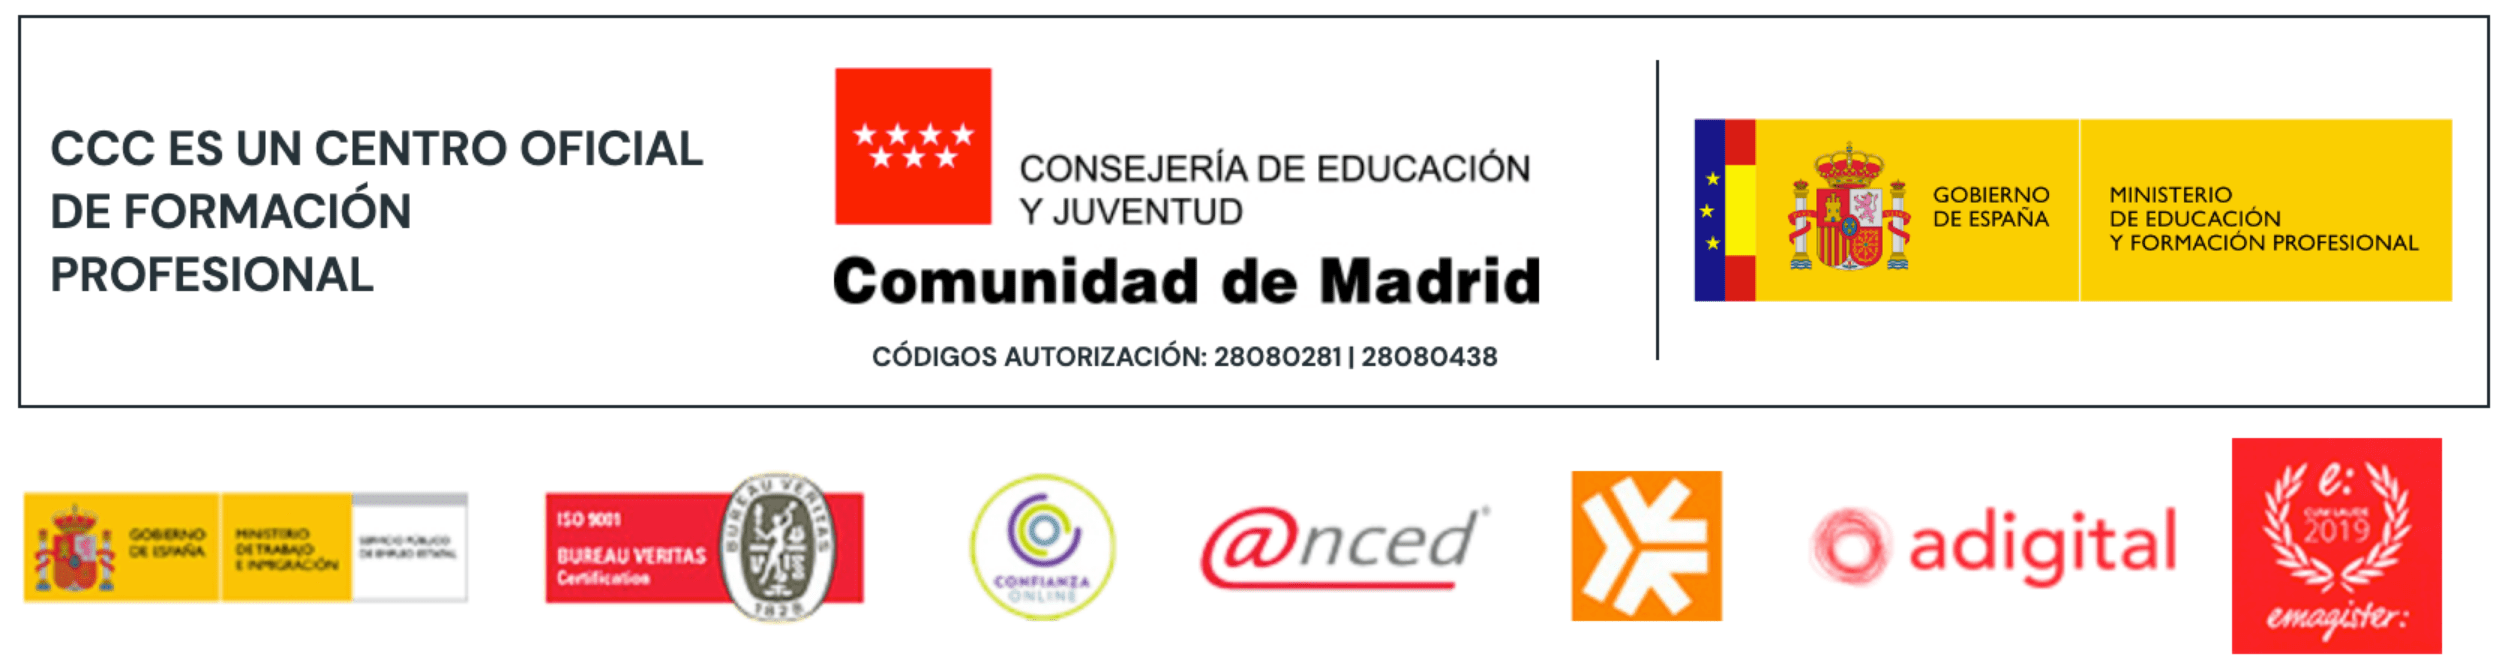 CCC ES UN CENTRO OFICIAL
DE FORMACIÓN
PROFESIONAL
CONSEJERÍA DE EDUCACIÓN
Y JUVENTUD
Comunidad de Madrid
CÓDIGOS AUTORIZACIÓN: 28080281 | 28080438
GOBIERNO
DE ESPAÑA
MINISTERIO
DE EDUCACIÓN
Y FORMACIÓN PROFESIONAL
GOBIERNO
DE ESPAÑA
MINISTERIO
DE TRABAJO
E INMIGRACIÓN
SERVICIO PÚBLICO
DE EMPLEO ESTATAL
ISO 9001
BUREAU VERITAS
Certification
BUREAU VERITAS
1828
CONFIANZA
ONLINE
@nced®
adigital
e:
CUM LAUDE
2019
emagister: